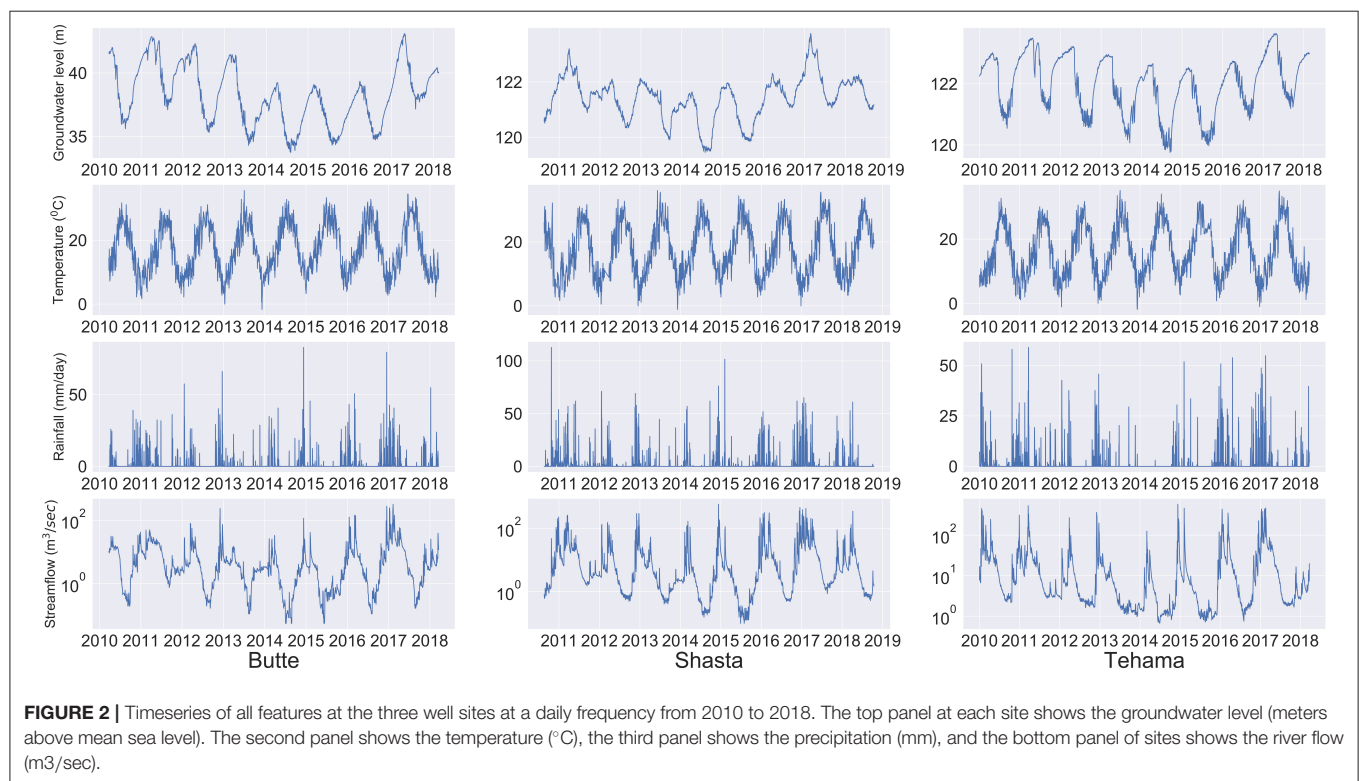 Groundwater level (m)
40
35
2010 2011 2012 2013 2014 2015 2016 2017 2018
122
120
2011 2012 2013 2014 2015 2016 2017 2018 2019
122
120
2010 2011 2012 2013 2014 2015 2016 2017 2018
Temperature (⁰C)
20
0
2010 2011 2012 2013 2014 2015 2016 2017 2018
20
0
2011 2012 2013 2014 2015 2016 2017 2018 2019
20
0
2010 2011 2012 2013 2014 2015 2016 2017 2018
Rainfall (mm/day)
50
0
2010 2011 2012 2013 2014 2015 2016 2017 2018
100
50
0
2011 2012 2013 2014 2015 2016 2017 2018 2019
50
25
0
2010 2011 2012 2013 2014 2015 2016 2017 2018
Streamflow (m³/sec)
10²
10⁰
2010 2011 2012 2013 2014 2015 2016 2017 2018
Butte
10²
10⁰
2011 2012 2013 2014 2015 2016 2017 2018 2019
Shasta
10²
10¹
10⁰
2010 2011 2012 2013 2014 2015 2016 2017 2018
Tehama
FIGURE 2 | Timeseries of all features at the three well sites at a daily frequency from 2010 to 2018. The top panel at each site shows the groundwater level (meters
above mean sea level). The second panel shows the temperature (°C), the third panel shows the precipitation (mm), and the bottom panel of sites shows the river flow
(m3/sec).